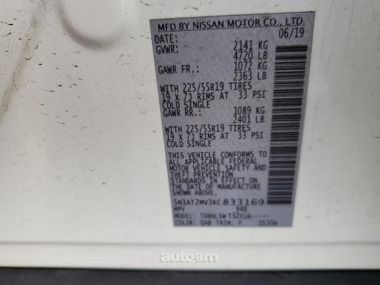 MFD BY NISSAN MOTOR CO., LTD.
DATE: 06/19
GVWR: 2141 KG
4720 LB
GAWR FR.: 1072 KG
2363 LB
WITH 225/55R19 TIRES
19 X 7J RIMS AT 33 PSI
COLD SINGLE
GAWR RR.: 1089 KG
2401 LB
WITH 225/55R19 TIRES
19 X 7J RIMS AT 33 PSI
COLD SINGLE
THIS VEHICLE CONFORMS
TO ALL APPLICABLE FEDERAL
MOTOR VEHICLE SAFETY AND
THEFT PREVENTION
STANDARDS IN EFFECT
ON THE DATE OF
MANUFACTURE SHOWN ABOVE.
833169
MPV
MODEL:
COLOR: TRIM:
autoam